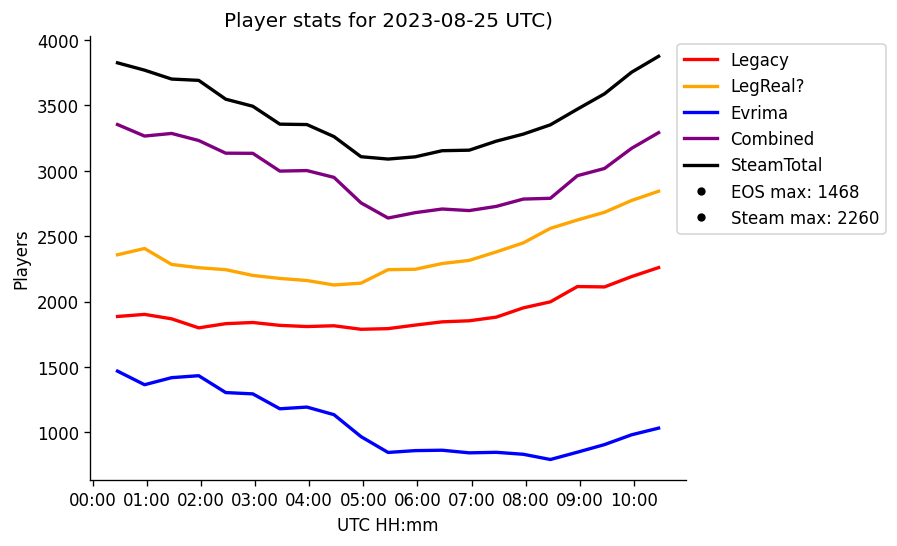 Player stats for 2023-08-25 UTC)
4000
3500
3000
2500
2000
1500
1000
Players
00:00 01:00 02:00 03:00 04:00 05:00 06:00 07:00 08:00 09:00 10:00
UTC HH:mm
Legacy
LegReal?
Evrima
Combined
SteamTotal
EOS max: 1468
Steam max: 2260